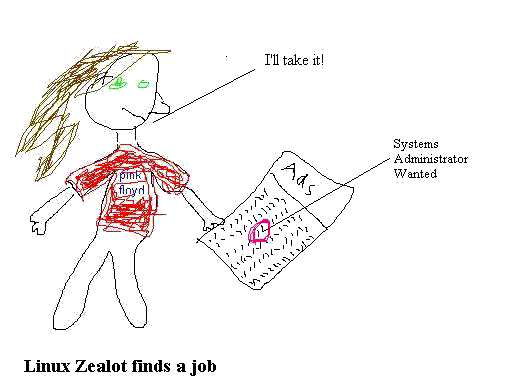 I'll take it!
pink
floyd
Ads
Systems
Administrator
Wanted
Linux Zealot finds a job